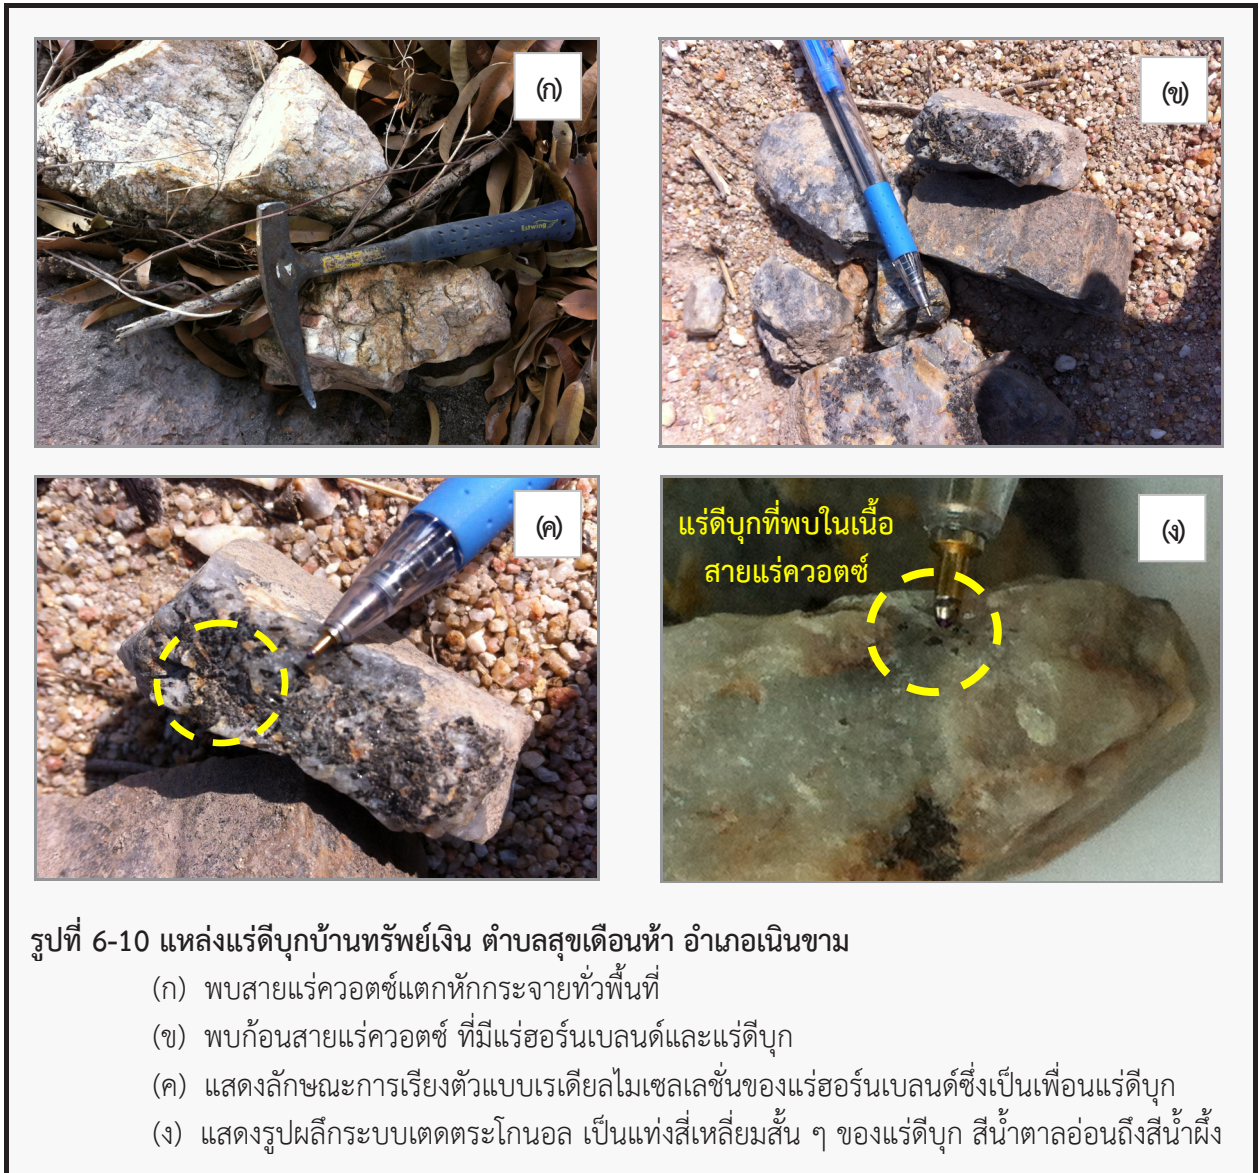 (ก)
Estwing
(ข)
(ค)
แร่ดีบุกที่พบในเนื้อ
สายแร่ควอตซ์
(ง)
รูปที่ 6-10 แหล่งแร่ดีบุกบ้านทรัพย์เงิน ตำบลสุขเดือนห้า อำเภอเนินขาม
(ก) พบสายแร่ควอตซ์แตกหักกระจายทั่วพื้นที่
(ข) พบก้อนสายแร่ควอตซ์ ที่มีแร่ฮอร์นเบลนด์และแร่ดีบุก
(ค) แสดงลักษณะการเรียงตัวแบบเรเดียลไมเซลเลชั่นของแร่ฮอร์นเบลนด์ซึ่งเป็นเพื่อนแร่ดีบุก
(ง) แสดงรูปผลึกระบบเตตตระโกนอล เป็นแท่งสี่เหลี่ยมสั้น ๆ ของแร่ดีบุก สีน้ำตาลอ่อนถึงสีน้ำผึ้ง